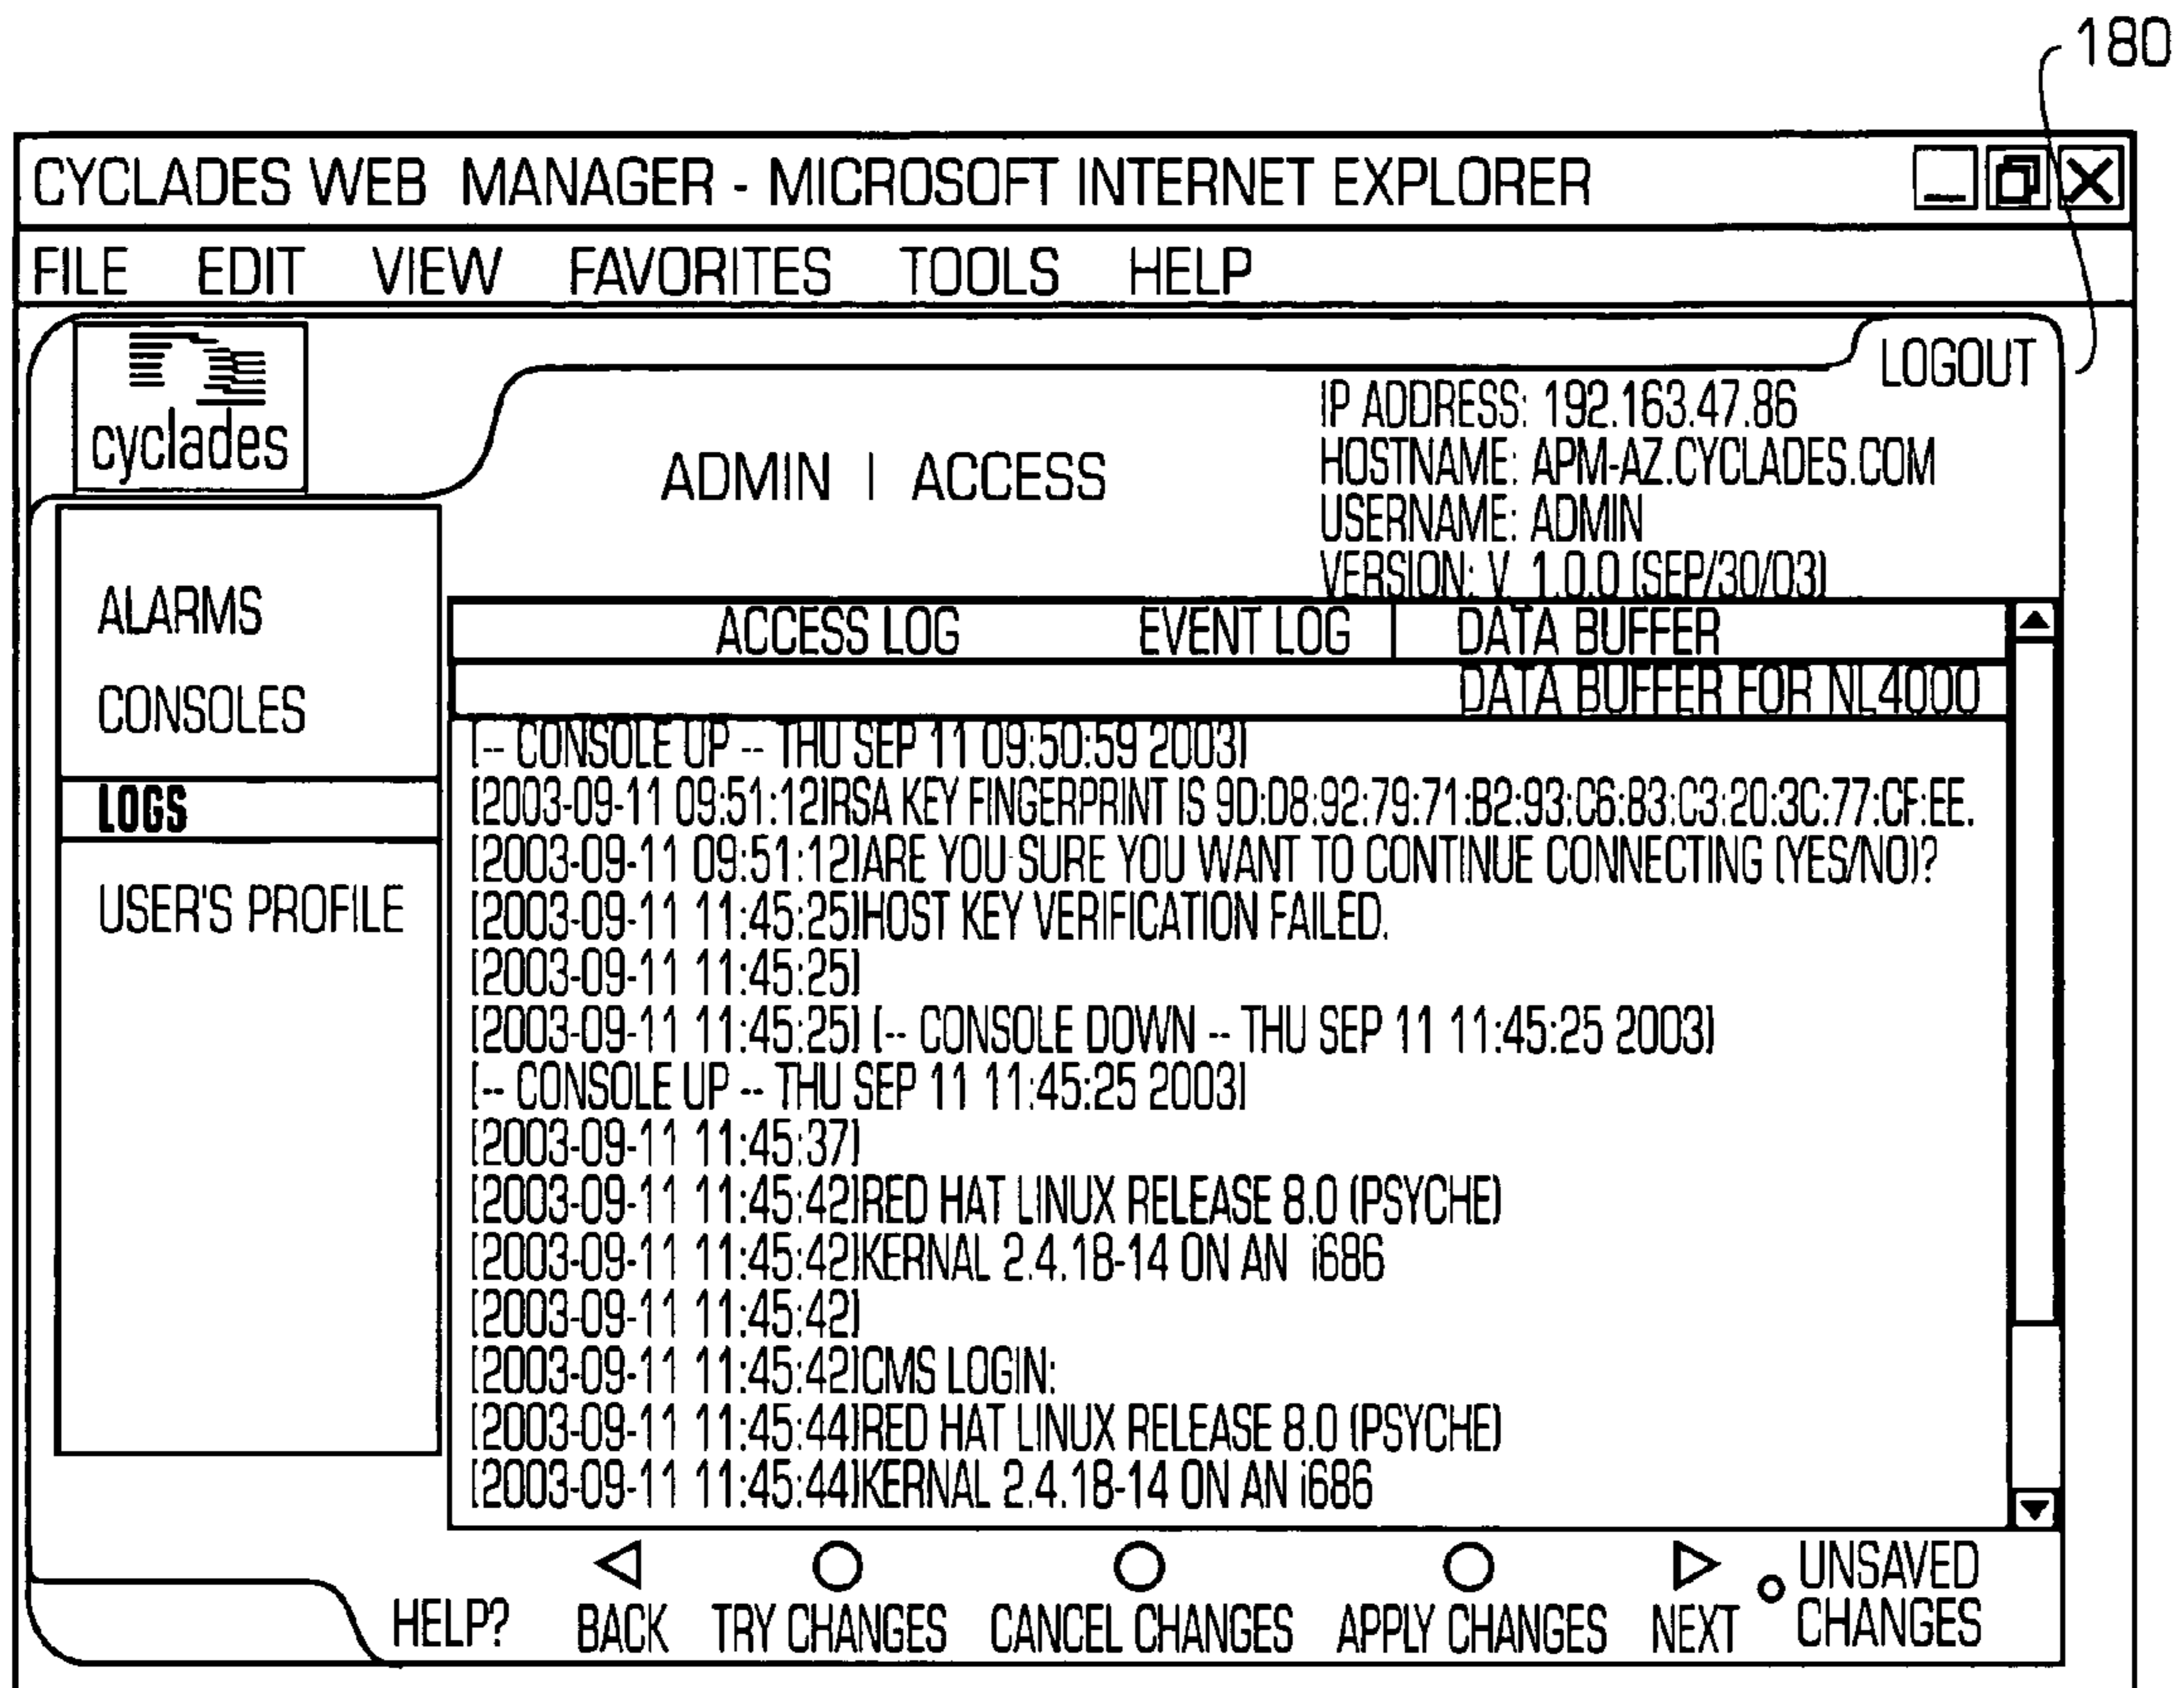 180
CYCLADES WEB MANAGER - MICROSOFT INTERNET EXPLORER
FILE EDIT VIEW FAVORITES TOOLS HELP
cyclades
LOGOUT
ADMIN | ACCESS
IP ADDRESS: 192.163.47.86
HOSTNAME: APM-AZ.CYCLADES.COM
USERNAME: ADMIN
VERSION: V 1.0.0 (SEP/30/03)
ALARMS
CONSOLES
LOGS
USER'S PROFILE
ACCESS LOG EVENT LOG | DATA BUFFER
DATA BUFFER FOR NL4000
[-- CONSOLE UP -- THU SEP 11 09:50:59 2003]
[2003-09-11 09:51:12]RSA KEY FINGERPRINT IS 9D:D8:92:79:71:B2:93:C6:83:C3:20:3C:77:CF:EE.
[2003-09-11 09:51:12]ARE YOU SURE YOU WANT TO CONTINUE CONNECTING (YES/NO)?
[2003-09-11 11:45:25]HOST KEY VERIFICATION FAILED.
[2003-09-11 11:45:25]
[2003-09-11 11:45:25] [-- CONSOLE DOWN -- THU SEP 11 11:45:25 2003]
[-- CONSOLE UP -- THU SEP 11 11:45:25 2003]
[2003-09-11 11:45:37]
[2003-09-11 11:45:42]RED HAT LINUX RELEASE 8.0 (PSYCHE)
[2003-09-11 11:45:42]KERNAL 2.4.18-14 ON AN i686
[2003-09-11 11:45:42]
[2003-09-11 11:45:42]CMS LOGIN:
[2003-09-11 11:45:44]RED HAT LINUX RELEASE 8.0 (PSYCHE)
[2003-09-11 11:45:44]KERNAL 2.4.18-14 ON AN i686
HELP? BACK TRY CHANGES CANCEL CHANGES APPLY CHANGES NEXT
UNSAVED
CHANGES